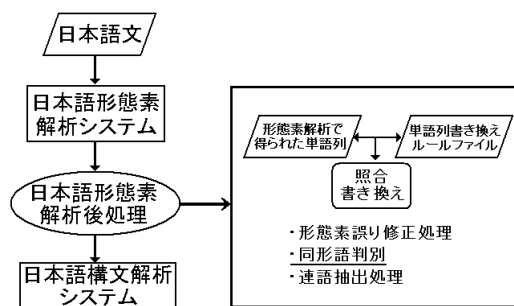 日本語文
日本語形態素
解析システム
日本語形態素
解析後処理
日本語構文解析
システム
形態素解析で
得られた単語列
単語列書き換え
ルールファイル
照合
書き換え
・形態素誤り修正処理
・同形語判別
・連語抽出処理